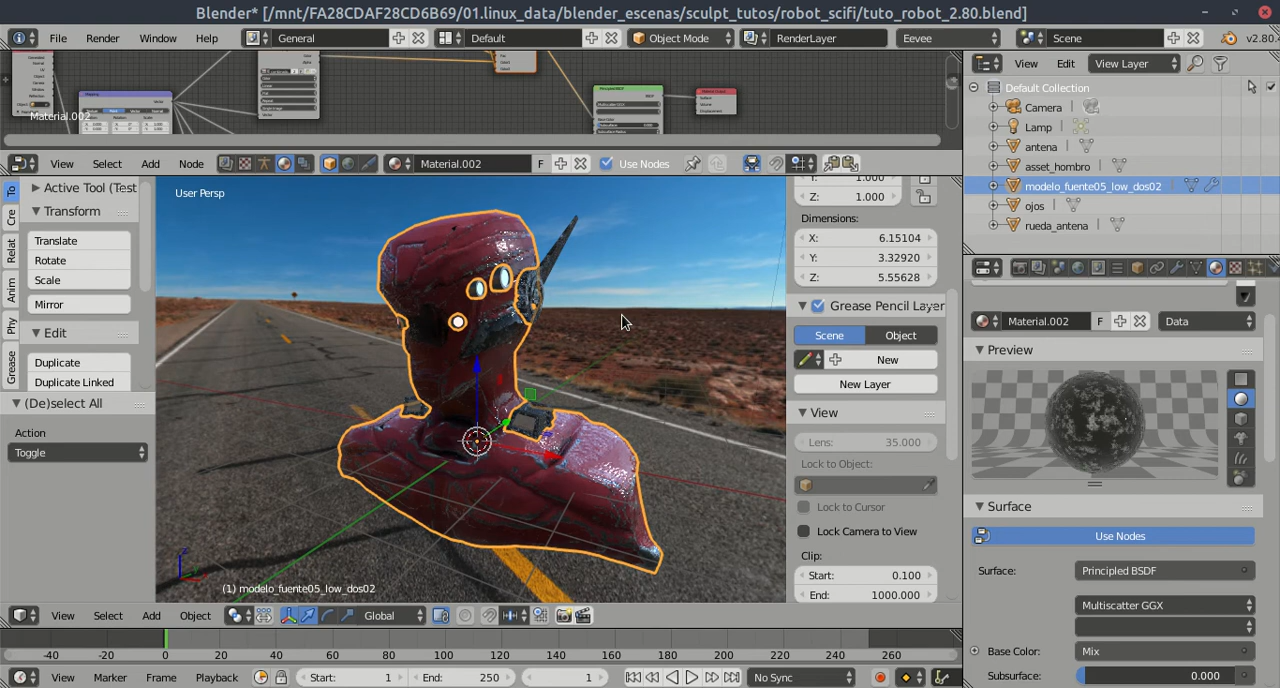 Blender* [/mnt/FA28CDAF28CD6B69/01.linux_data/blender_escenas/sculpt_tutos/robot_scifi/tuto_robot_2.80.blend]
File Render Window Help General Default Object Mode RenderLayer Eevee Scene v2.80.
View Edit View Layer
Default Collection
Camera
Lamp
antena
asset_hombro
modelo_fuente05_low_dos02
ojos
rueda_antena
Material.002
View Select Add Node Material.002 F Use Nodes
To
Cre
Relat
Anim
Phy
Grease
Active Tool (Test
Transform
Translate
Rotate
Scale
Mirror
Edit
Duplicate
Duplicate Linked
(De)select All
Action
Toggle
User Persp
(1) modelo_fuente05_low_dos02
Y: 1.000
Z: 1.000
Dimensions:
X: 6.15104
Y: 3.32920
Z: 5.55628
Grease Pencil Layer
Scene Object
New
New Layer
View
Lens: 35.000
Lock to Object:
Lock to Cursor
Lock Camera to View
Clip:
Start: 0.100
End: 1000.000
Material.002 F Data
Preview
Surface
Use Nodes
Surface: Principled BSDF
Multiscatter GGX
Base Color: Mix
Subsurface: 0.000
View Select Add Object Global
-40 -20 0 20 40 60 80 100 120 140 160 180 200 220 240 260
View Marker Frame Playback Start: 1 End: 250 1 No Sync